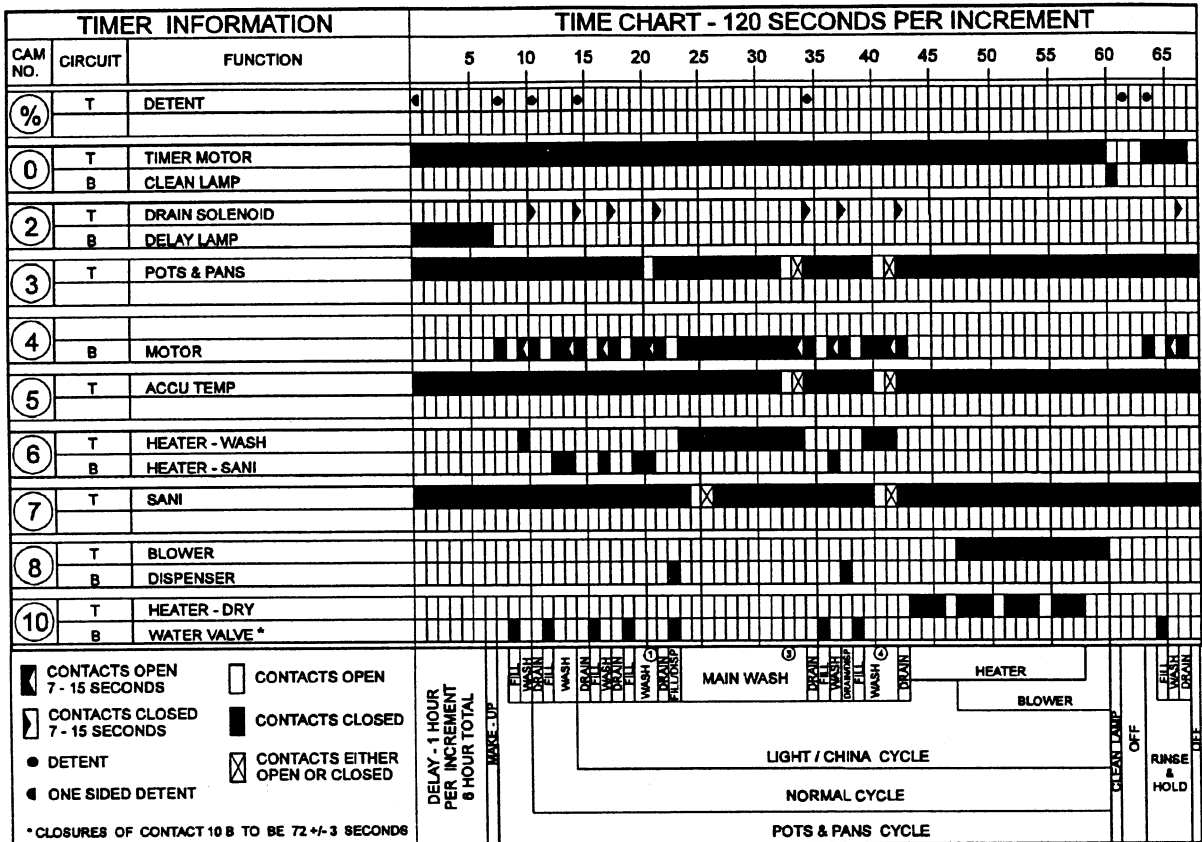 TIMER INFORMATION
TIME CHART - 120 SECONDS PER INCREMENT
CAM NO.
CIRCUIT
FUNCTION
5 10 15 20 25 30 35 40 45 50 55 60 65
%
T DETENT
0
T TIMER MOTOR
B CLEAN LAMP
2
T DRAIN SOLENOID
B DELAY LAMP
3
T POTS & PANS
4
B MOTOR
5
T ACCU TEMP
6
T HEATER - WASH
B HEATER - SANI
7
T SANI
8
T BLOWER
B DISPENSER
10
T HEATER - DRY
B WATER VALVE *
CONTACTS OPEN
7 - 15 SECONDS
CONTACTS OPEN
CONTACTS CLOSED
7 - 15 SECONDS
CONTACTS CLOSED
DETENT
CONTACTS EITHER
OPEN OR CLOSED
ONE SIDED DETENT
* CLOSURES OF CONTACT 10 B TO BE 72 +/- 3 SECONDS
DELAY - 1 HOUR
PER INCREMENT
6 HOUR TOTAL
MAKE - UP
FILL
WASH
DRAIN
FILL
WASH
DRAIN
FILL
WASH
DRAIN
FILL
WASH 1
DRAIN
FILL/DISP
MAIN WASH 3
DRAIN
FILL
WASH
DRAIN/DISP
FILL
WASH 4
DRAIN
HEATER
BLOWER
LIGHT / CHINA CYCLE
NORMAL CYCLE
POTS & PANS CYCLE
CLEAN LAMP
OFF
FILL
WASH
DRAIN
RINSE
&
HOLD
OFF